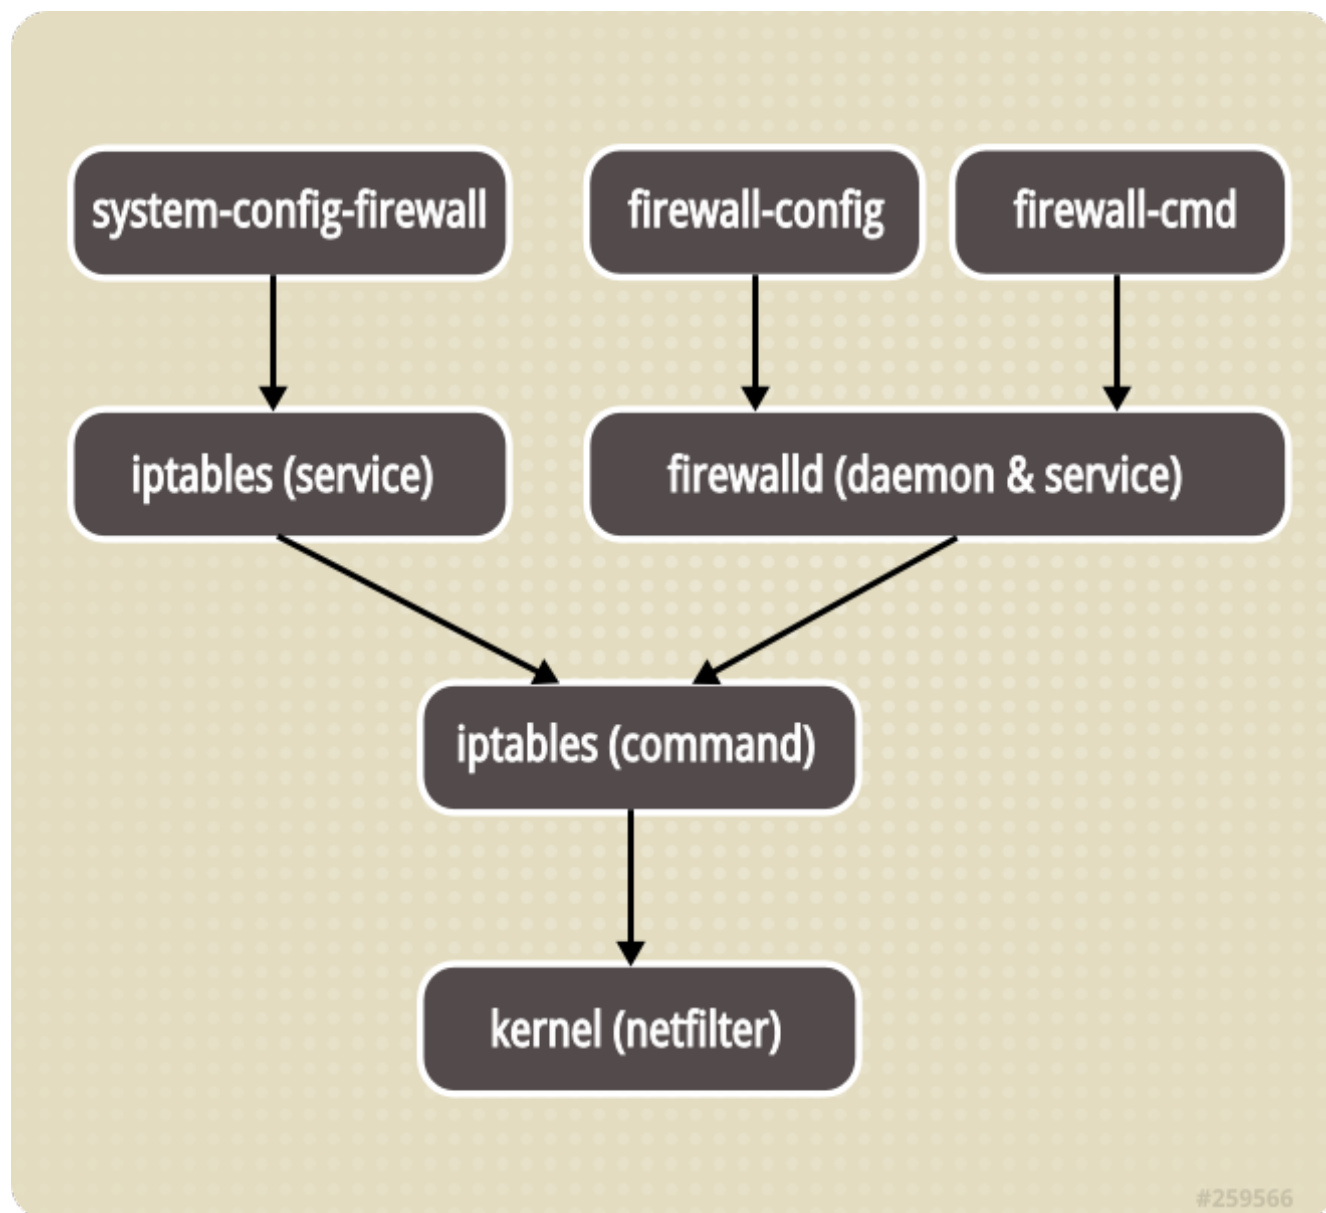 system-config-firewall
firewall-config
firewall-cmd
iptables (service)
firewalld (daemon & service)
iptables (command)
kernel (netfilter)
#259566